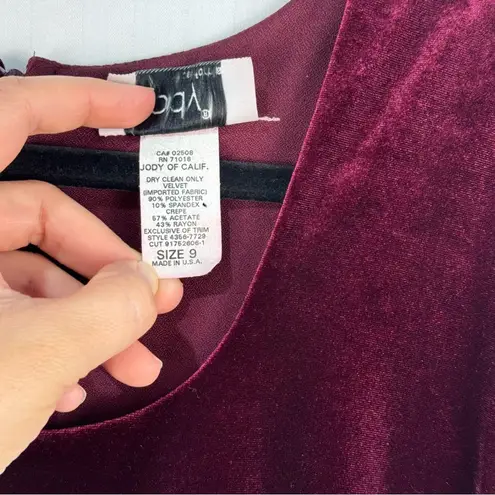 CA# 02506
RN 71018
JODY OF CALIF.
DRY CLEAN ONLY
VELVET
(IMPORTED FABRIC)
90% POLYESTER
10% SPANDEX
CREPE
57% ACETATE
43% RAYON
EXCLUSIVE OF TRIM
STYLE 4356-7729
CUT 91752606-1
SIZE 9
MADE IN U.S.A.